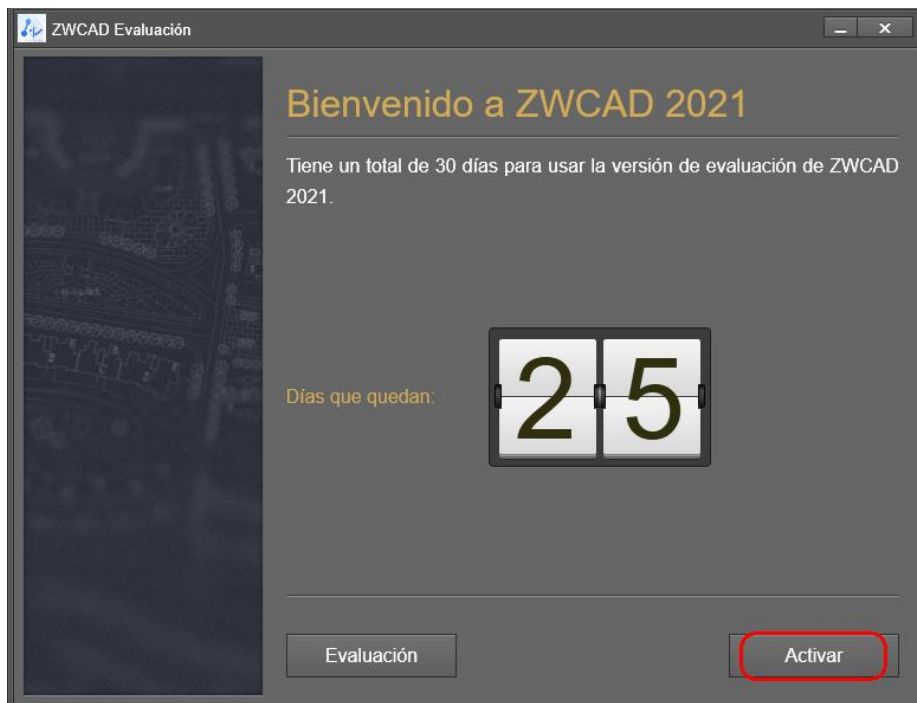 ZWCAD Evaluación
Bienvenido a ZWCAD 2021
Tiene un total de 30 días para usar la versión de evaluación de ZWCAD
2021.
Días que quedan:
25
Evaluación
Activar